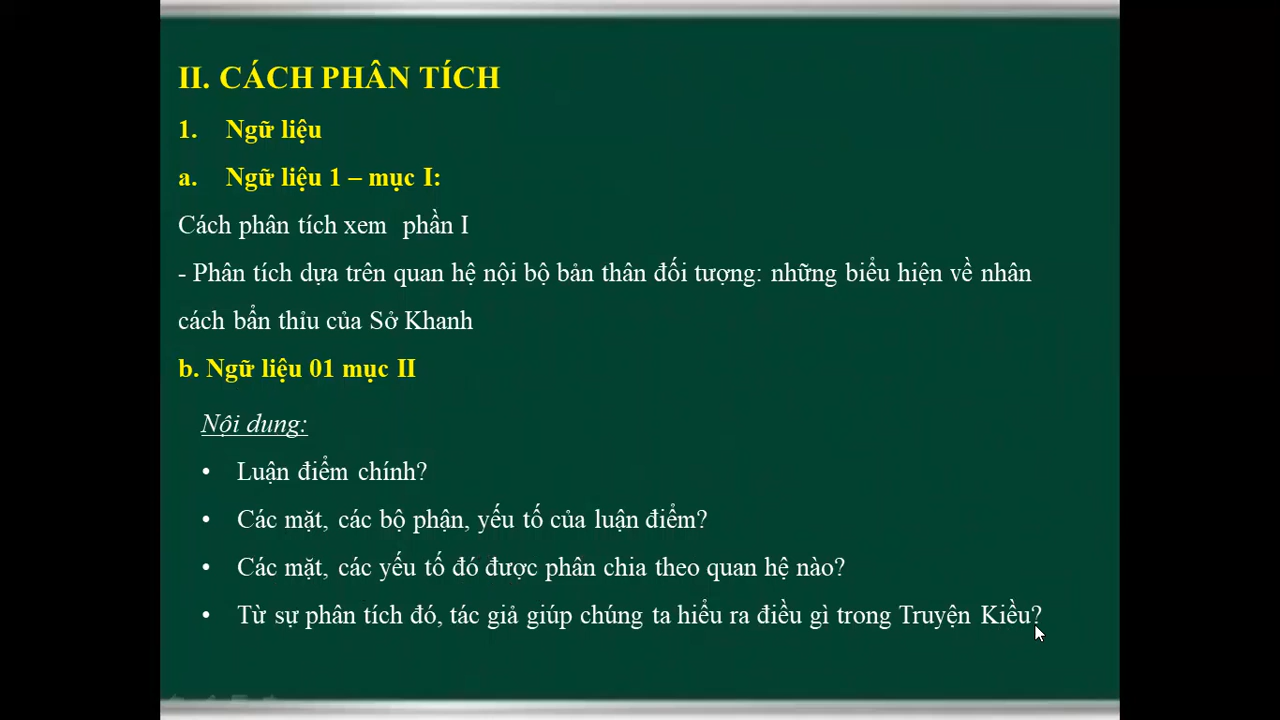 II. CÁCH PHÂN TÍCH
1. Ngữ liệu
a. Ngữ liệu 1 – mục I:
Cách phân tích xem phần I
- Phân tích dựa trên quan hệ nội bộ bản thân đối tượng: những biểu hiện về nhân
cách bẩn thỉu của Sở Khanh
b. Ngữ liệu 01 mục II
Nội dung:
• Luận điểm chính?
• Các mặt, các bộ phận, yếu tố của luận điểm?
• Các mặt, các yếu tố đó được phân chia theo quan hệ nào?
• Từ sự phân tích đó, tác giả giúp chúng ta hiểu ra điều gì trong Truyện Kiều?